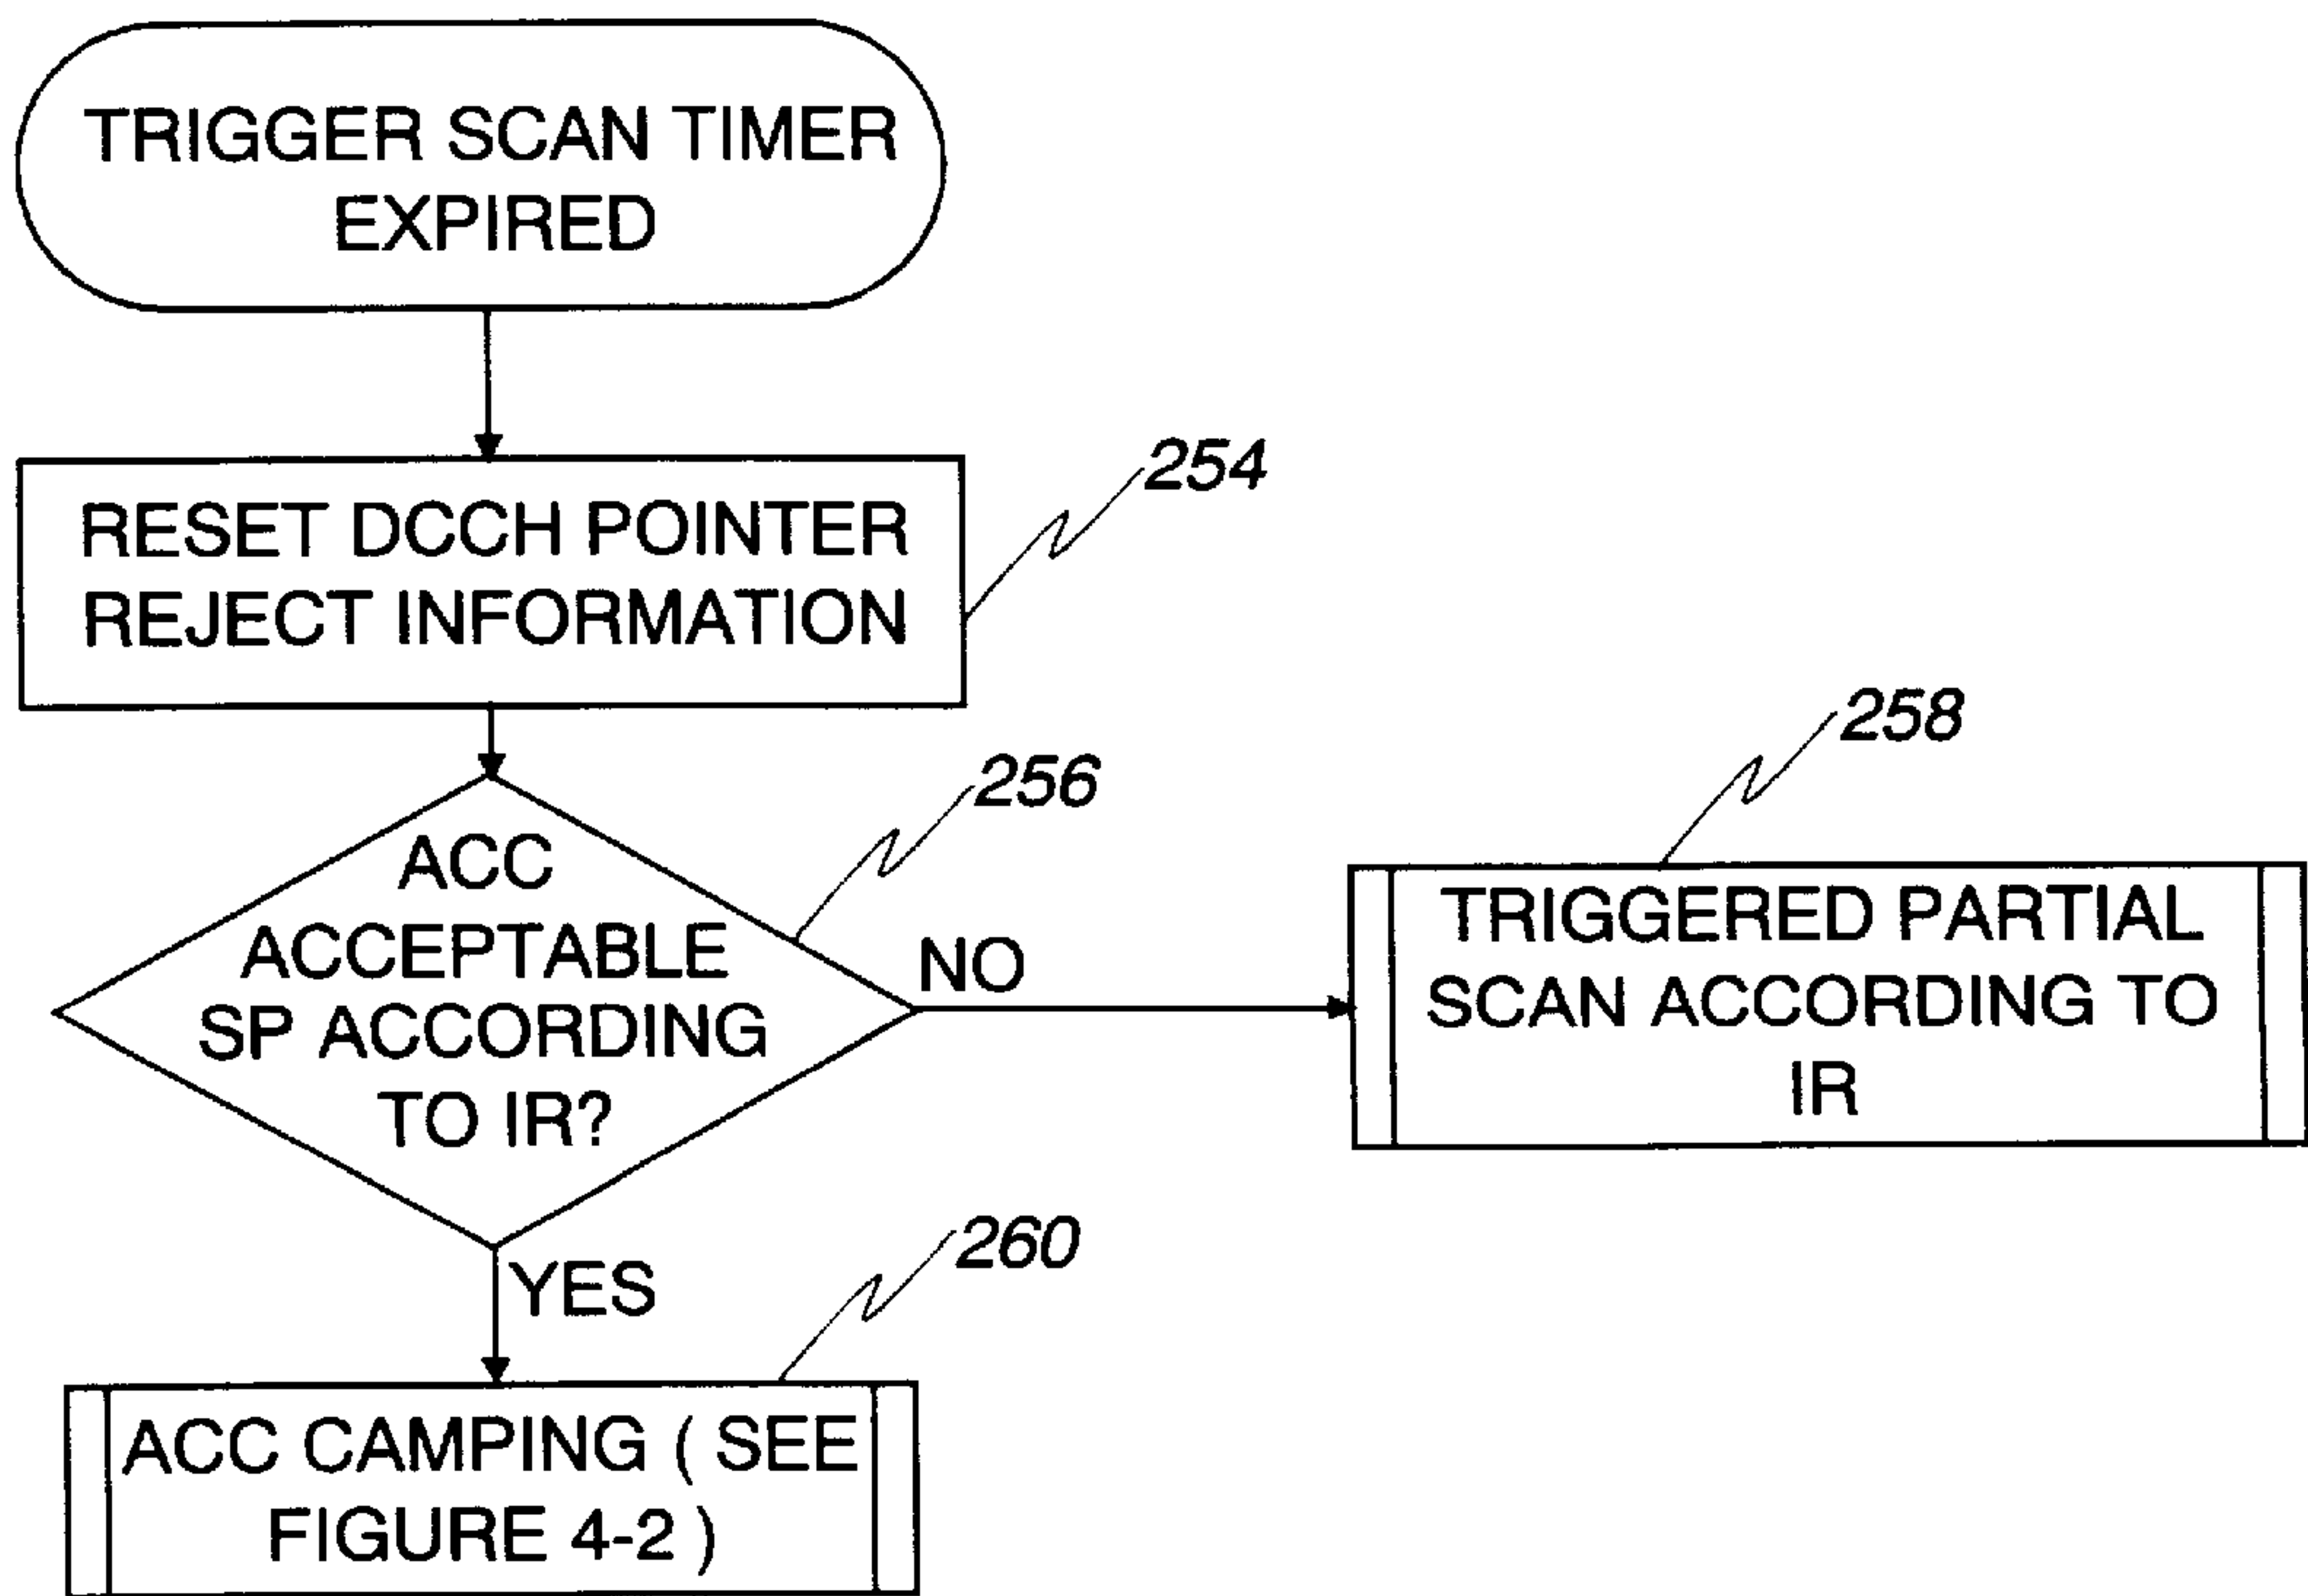 TRIGGER SCAN TIMER
EXPIRED
254
RESET DCCH POINTER
REJECT INFORMATION
256
ACC
ACCEPTABLE
SP ACCORDING
TO IR?
NO
258
TRIGGERED PARTIAL
SCAN ACCORDING TO
IR
YES
260
ACC CAMPING ( SEE
FIGURE 4-2 )